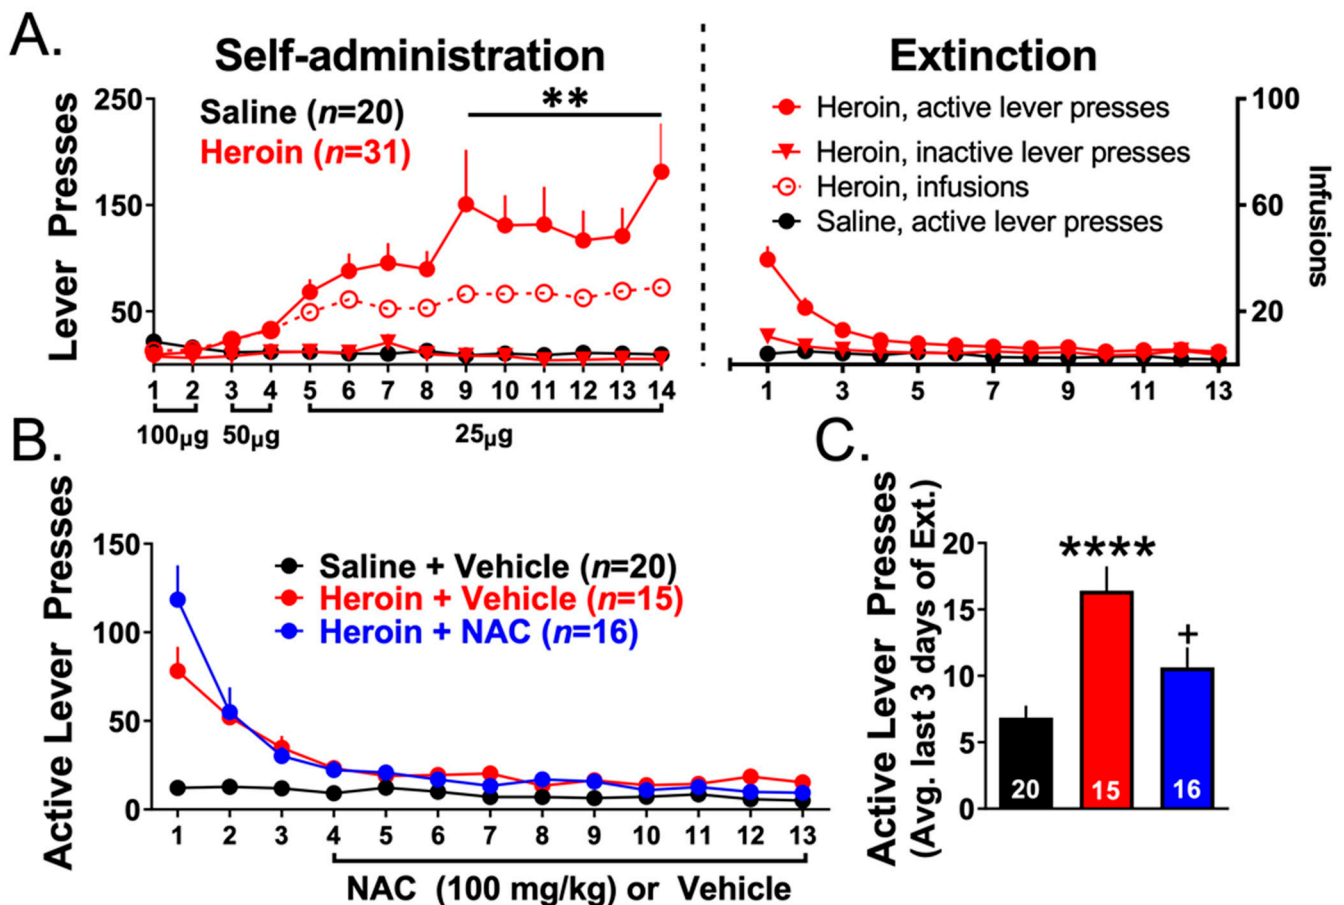 A.
Self-administration
Extinction
Lever Presses
250
150
50
Saline (n=20)
Heroin (n=31)
**
Heroin, active lever presses
Heroin, inactive lever presses
Heroin, infusions
Saline, active lever presses
100
60
20
Infusions
1 2 3 4 5 6 7 8 9 10 11 12 13 14
1 3 5 7 9 11 13
100µg 50µg 25µg
B.
Active Lever Presses
150
100
50
0
Saline + Vehicle (n=20)
Heroin + Vehicle (n=15)
Heroin + NAC (n=16)
1 2 3 4 5 6 7 8 9 10 11 12 13
NAC (100 mg/kg) or Vehicle
C.
Active Lever Presses
(Avg. last 3 days of Ext.)
20
15
10
5
0
****
+
20 15 16